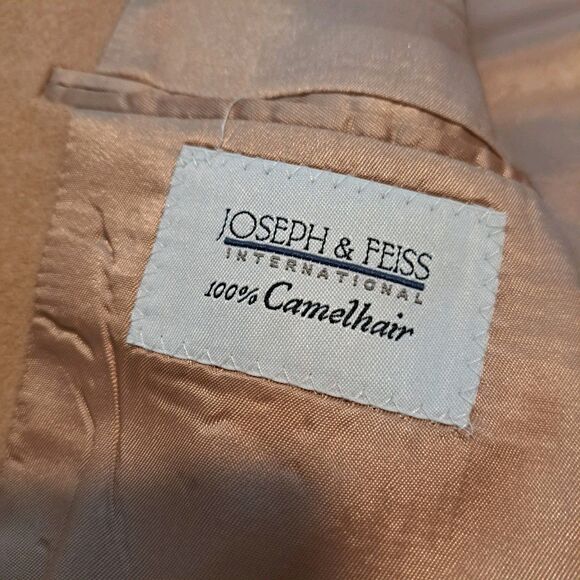 JOSEPH & FEISS
INTERNATIONAL
100% Camelhair